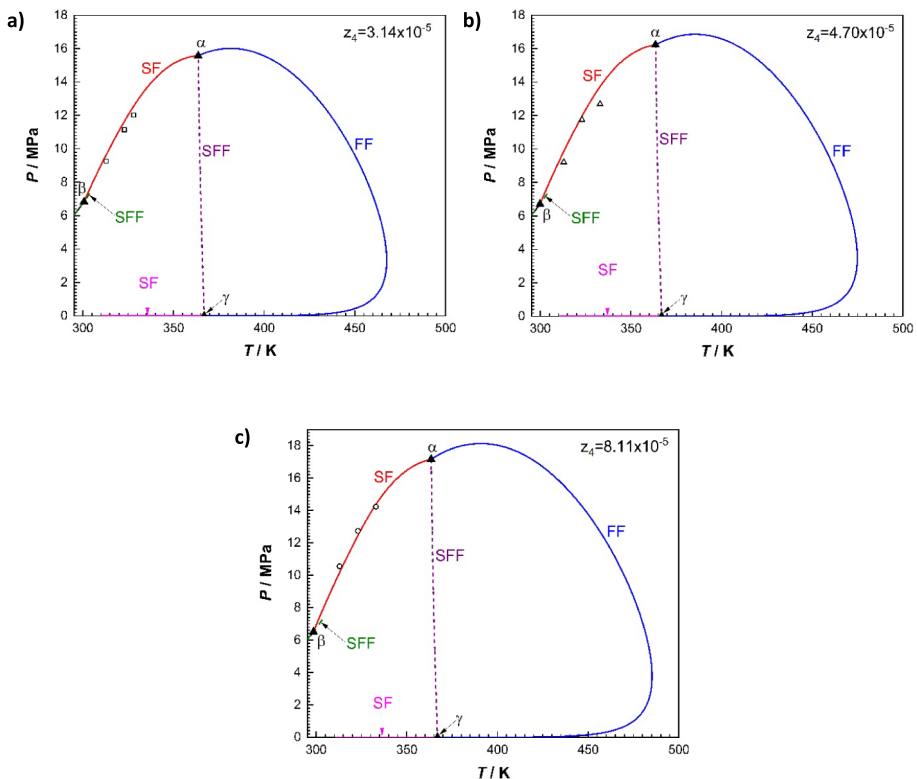 a)
z4=3.14x10-5
18
16
14
12
10
8
6
4
2
0
P / MPa
α
SF
FF
SFF
β
SFF
SF
γ
300
350
400
450
500
T / K
b)
z4=4.70x10-5
18
16
14
12
10
8
6
4
2
0
P / MPa
α
SF
SFF
FF
β
SFF
SF
γ
300
350
400
450
500
T / K
c)
z4=8.11x10-5
18
16
14
12
10
8
6
4
2
0
P / MPa
α
SF
FF
SFF
β
SFF
SF
γ
300
350
400
450
500
T / K